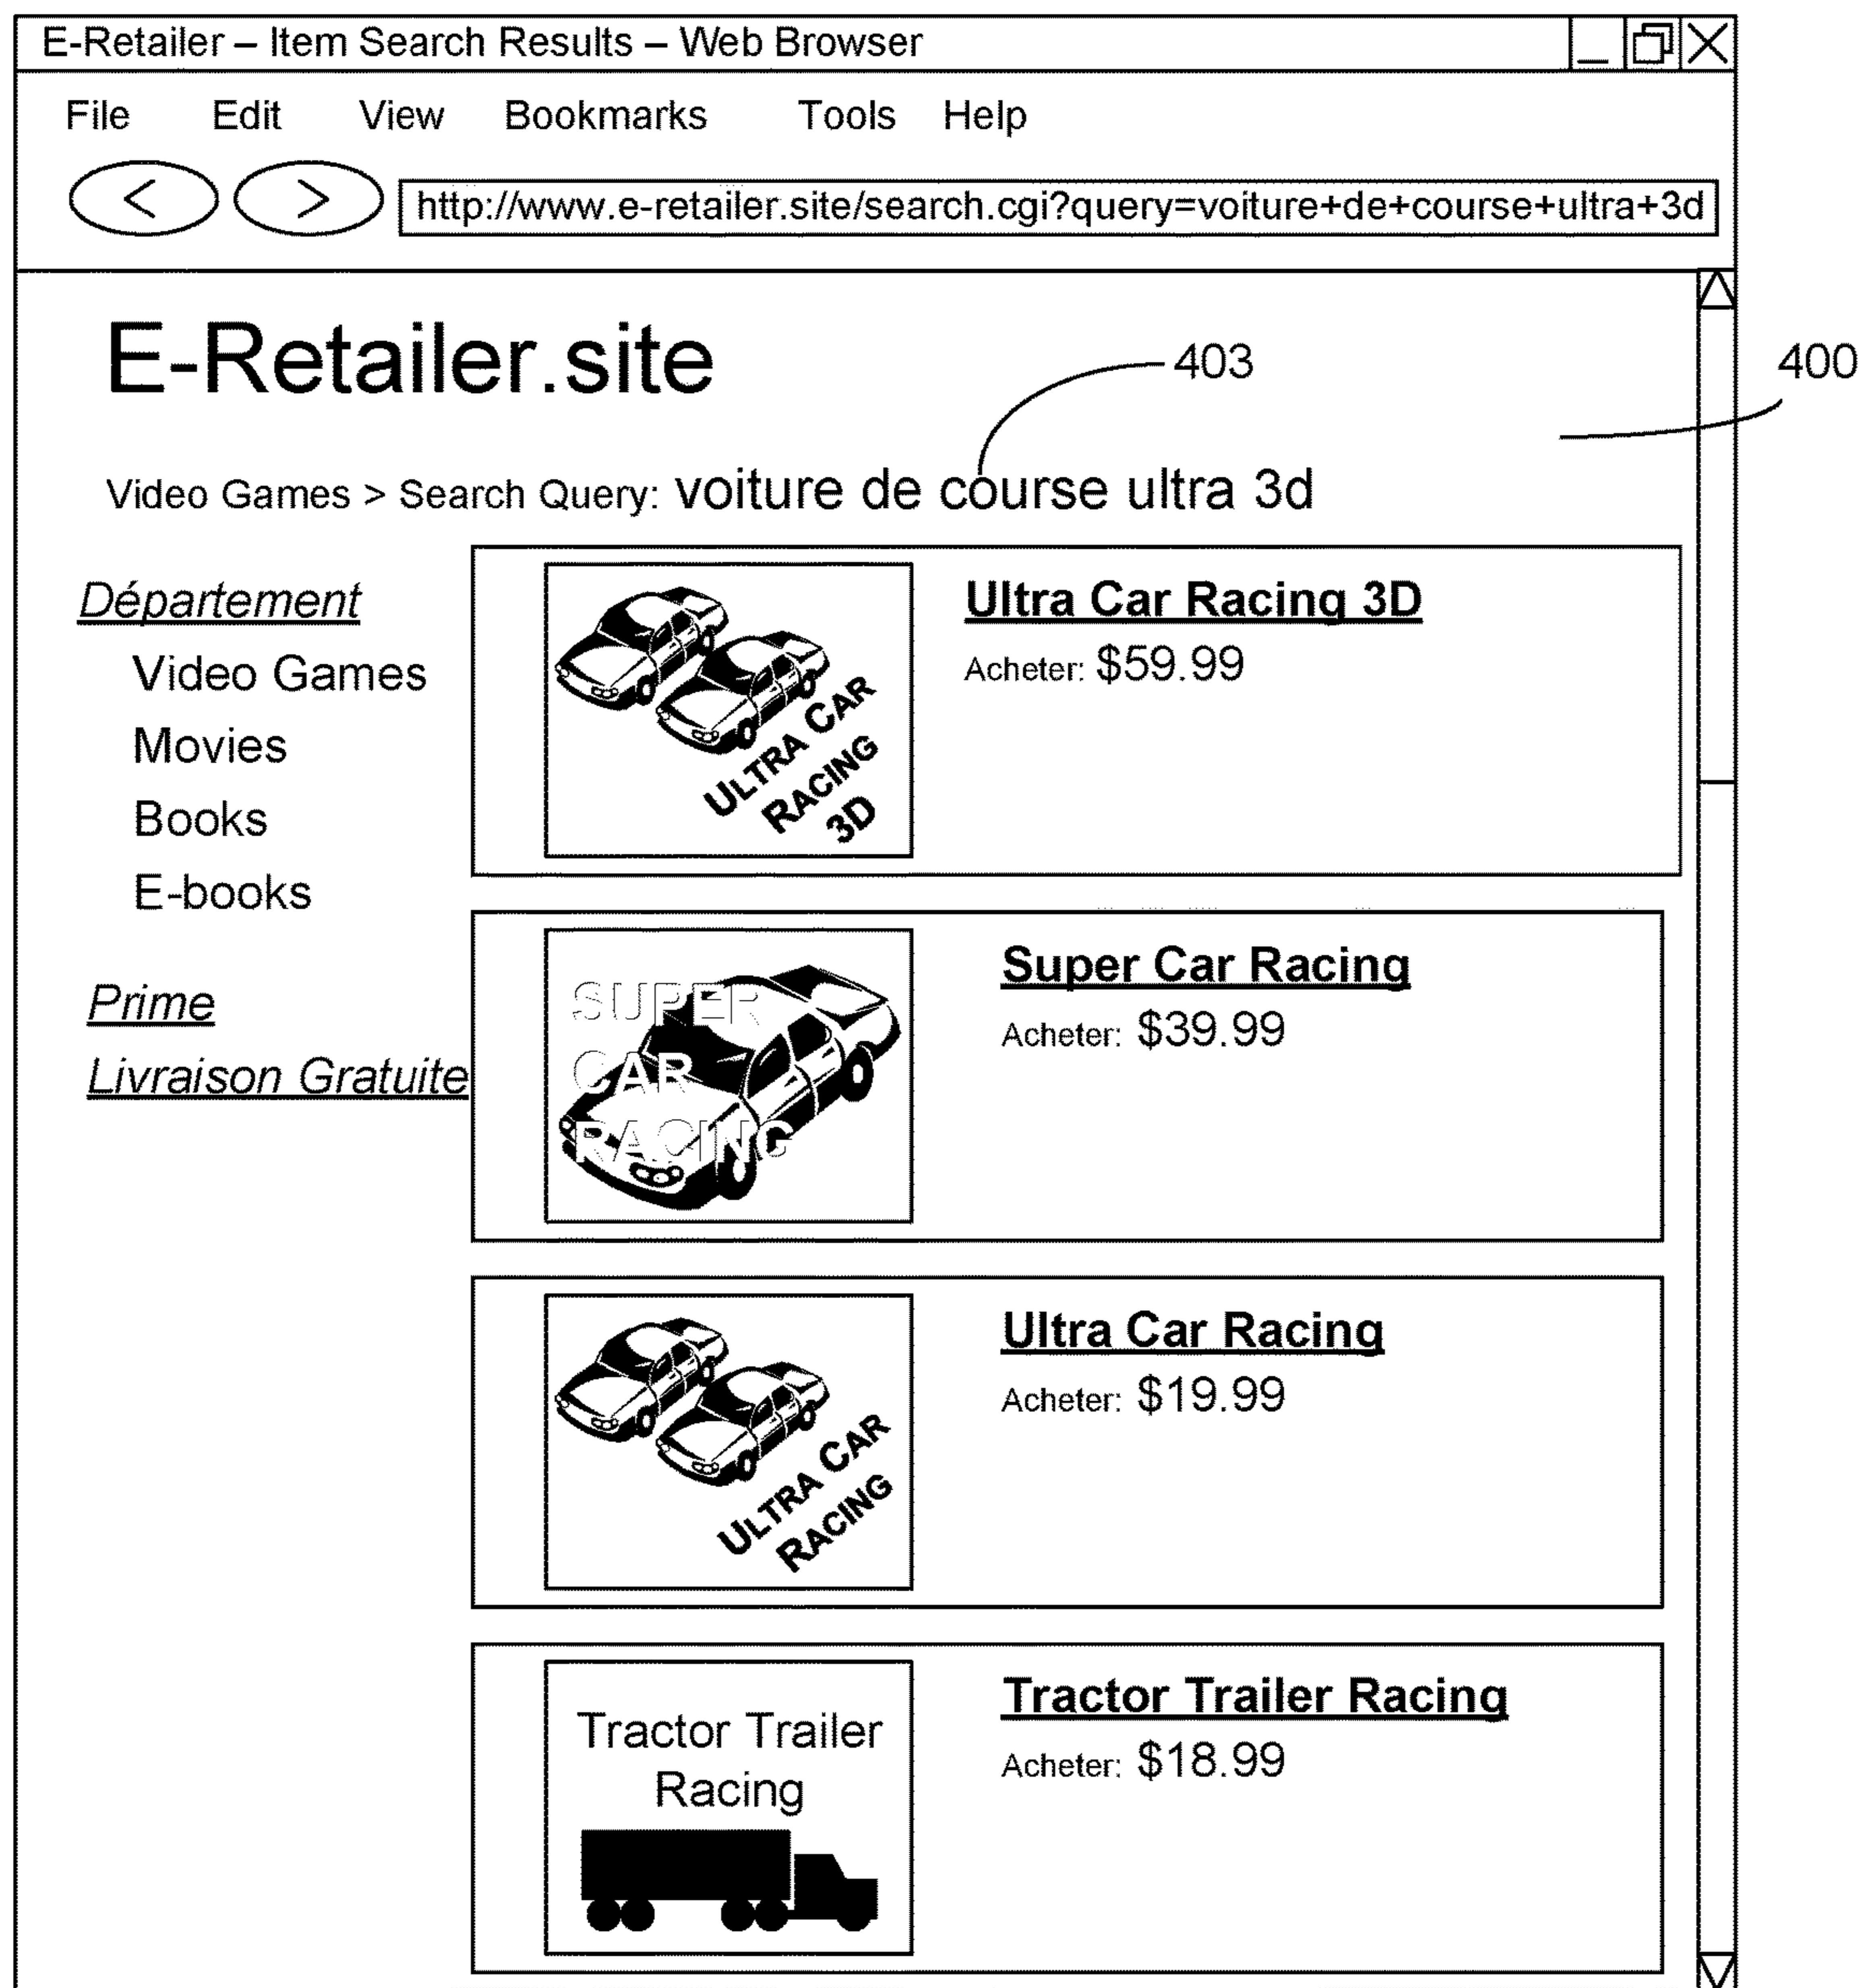 E-Retailer – Item Search Results – Web Browser
File Edit View Bookmarks Tools Help
< > http://www.e-retailer.site/search.cgi?query=voiture+de+course+ultra+3d
E-Retailer.site
403
400
Video Games > Search Query: voiture de course ultra 3d
Département
Video Games
Movies
Books
E-books
Prime
Livraison Gratuite
ULTRA CAR
RACING
3D
Ultra Car Racing 3D
Acheter: $59.99
SUPER
CAR
RACING
Super Car Racing
Acheter: $39.99
ULTRA CAR
RACING
Ultra Car Racing
Acheter: $19.99
Tractor Trailer
Racing
Tractor Trailer Racing
Acheter: $18.99